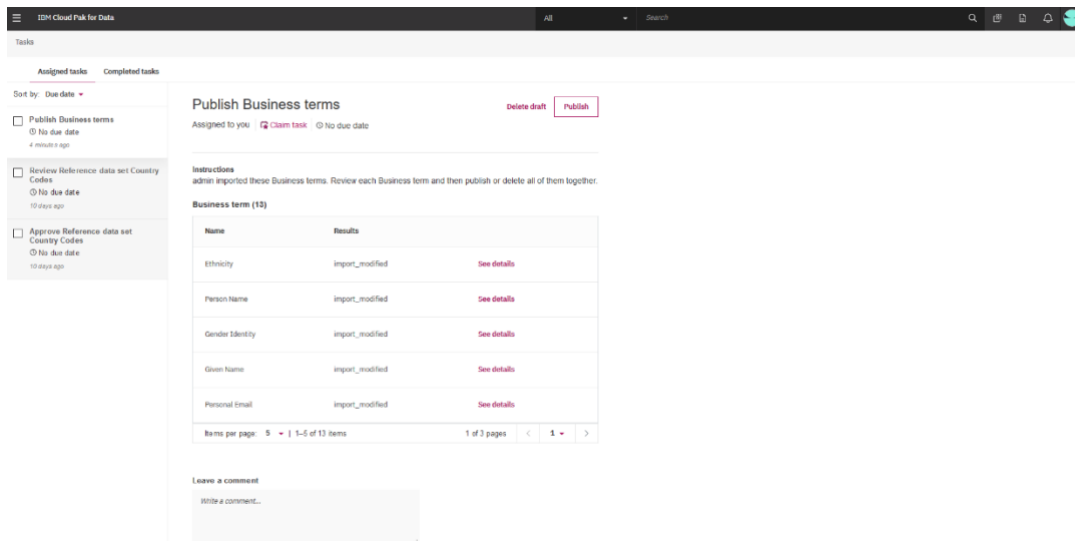 IBM Cloud Pak for Data
All
Search
Tasks
Assigned tasks Completed tasks
Sort by: Due date
Publish Business terms
No due date
4 minutes ago
Review Reference data set Country
Codes
No due date
10 days ago
Approve Reference data set
Country Codes
No due date
10 days ago
Publish Business terms
Delete draft Publish
Assigned to you Claim task No due date
Instructions
admin imported these Business terms. Review each Business term and then publish or delete all of them together.
Business term (13)
Name Results
Ethnicity import_modified See details
Person Name import_modified See details
Gender Identity import_modified See details
Given Name import_modified See details
Personal Email import_modified See details
Items per page: 5 | 1–5 of 13 items 1 of 3 pages 1
Leave a comment
Write a comment...